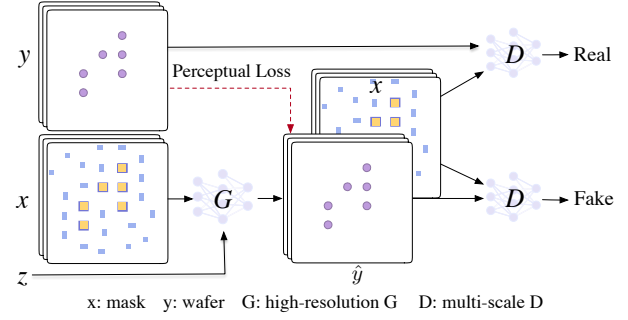 y
D
Real
Perceptual Loss
x
x
G
D
Fake
z
ŷ
x: mask y: wafer G: high-resolution G D: multi-scale D